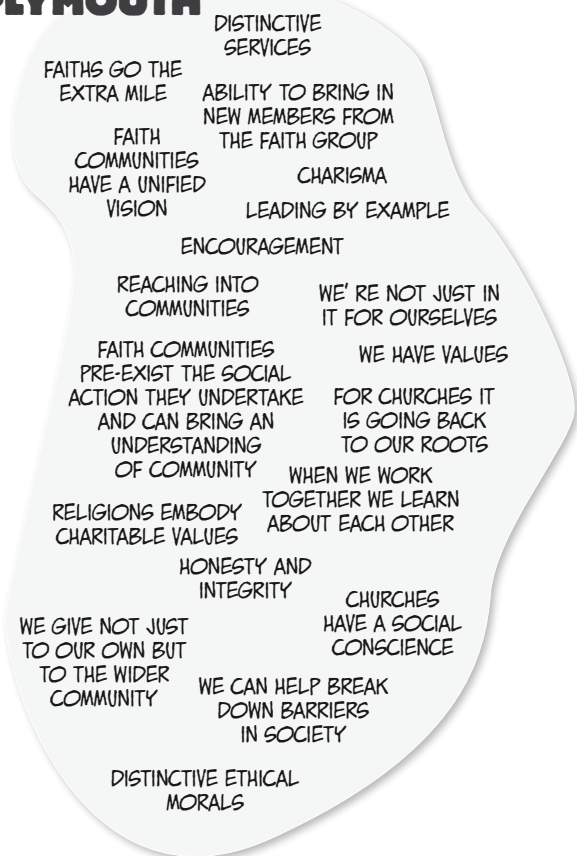 PLYMOUTH
DISTINCTIVE
SERVICES
FAITHS GO THE
EXTRA MILE
ABILITY TO BRING IN
NEW MEMBERS FROM
THE FAITH GROUP
FAITH
COMMUNITIES
HAVE A UNIFIED
VISION
CHARISMA
LEADING BY EXAMPLE
ENCOURAGEMENT
REACHING INTO
COMMUNITIES
WE' RE NOT JUST IN
IT FOR OURSELVES
FAITH COMMUNITIES
PRE-EXIST THE SOCIAL
ACTION THEY UNDERTAKE
AND CAN BRING AN
UNDERSTANDING
OF COMMUNITY
WE HAVE VALUES
FOR CHURCHES IT
IS GOING BACK
TO OUR ROOTS
WHEN WE WORK
TOGETHER WE LEARN
ABOUT EACH OTHER
RELIGIONS EMBODY
CHARITABLE VALUES
HONESTY AND
INTEGRITY
CHURCHES
HAVE A SOCIAL
CONSCIENCE
WE GIVE NOT JUST
TO OUR OWN BUT
TO THE WIDER
COMMUNITY
WE CAN HELP BREAK
DOWN BARRIERS
IN SOCIETY
DISTINCTIVE ETHICAL
MORALS